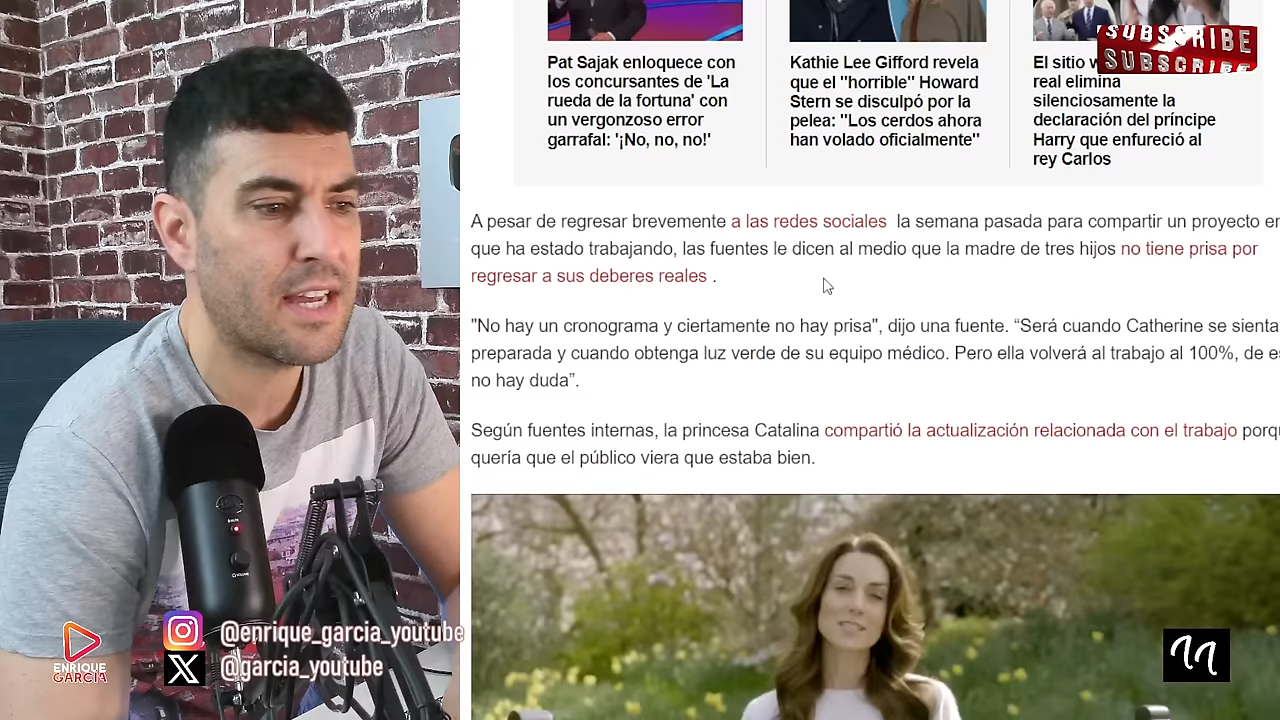 Pat Sajak enloquece con
los concursantes de 'La
rueda de la fortuna' con
un vergonzoso error
garrafal: '¡No, no, no!'
Kathie Lee Gifford revela
que el "horrible" Howard
Stern se disculpó por la
pelea: "Los cerdos ahora
han volado oficialmente"
El sitio
real elimina
silenciosamente la
declaración del príncipe
Harry que enfureció al
rey Carlos
SUBSCRIBE
SUBSCRIBE
A pesar de regresar brevemente a las redes sociales la semana pasada para compartir un proyecto en
que ha estado trabajando, las fuentes le dicen al medio que la madre de tres hijos no tiene prisa por
regresar a sus deberes reales .
"No hay un cronograma y ciertamente no hay prisa", dijo una fuente. “Será cuando Catherine se sienta
preparada y cuando obtenga luz verde de su equipo médico. Pero ella volverá al trabajo al 100%, de
no hay duda”.
Según fuentes internas, la princesa Catalina compartió la actualización relacionada con el trabajo
quería que el público viera que estaba bien.
@enrique_garcia_youtube
@garcia_youtube
ENRIQUE
GARCIA